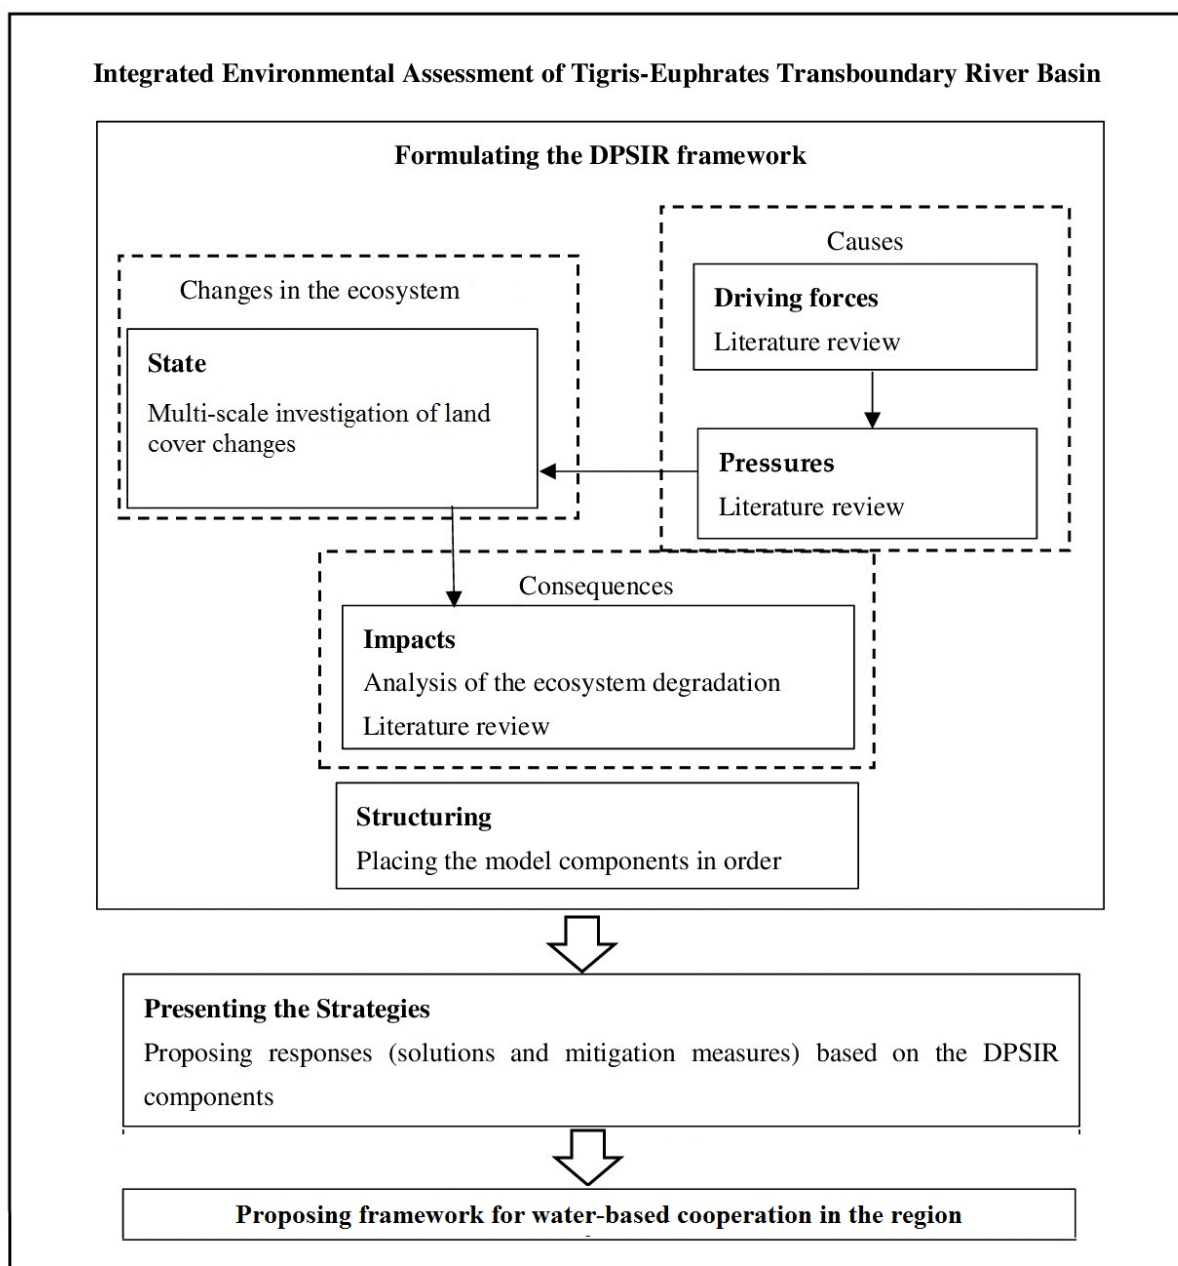 Integrated Environmental Assessment of Tigris-Euphrates Transboundary River Basin
Formulating the DPSIR framework
Causes
Driving forces
Literature review
Pressures
Literature review
Changes in the ecosystem
State
Multi-scale investigation of land
cover changes
Consequences
Impacts
Analysis of the ecosystem degradation
Literature review
Structuring
Placing the model components in order
Presenting the Strategies
Proposing responses (solutions and mitigation measures) based on the DPSIR
components
Proposing framework for water-based cooperation in the region